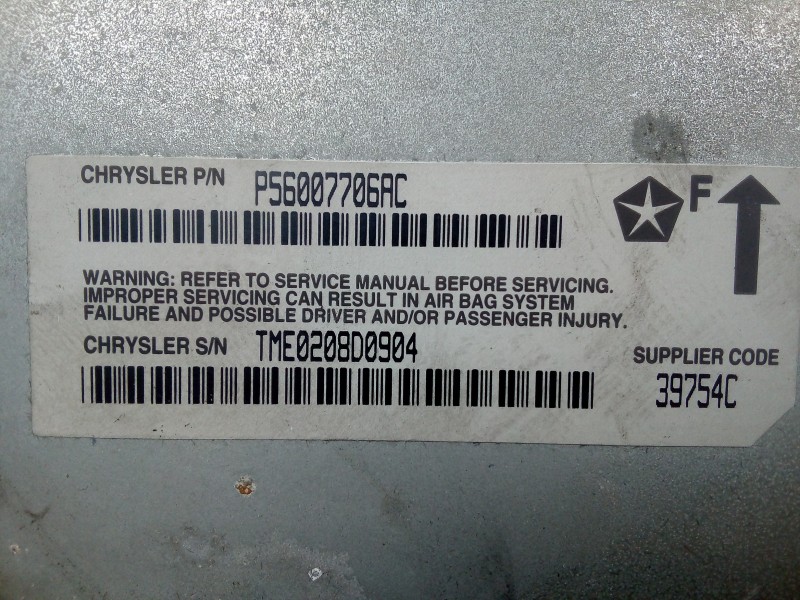 CHRYSLER P/N P56007706AC
F
WARNING: REFER TO SERVICE MANUAL BEFORE SERVICING.
IMPROPER SERVICING CAN RESULT IN AIR BAG SYSTEM
FAILURE AND POSSIBLE DRIVER AND/OR PASSENGER INJURY.
CHRYSLER S/N TME0208D0904
SUPPLIER CODE
39754C